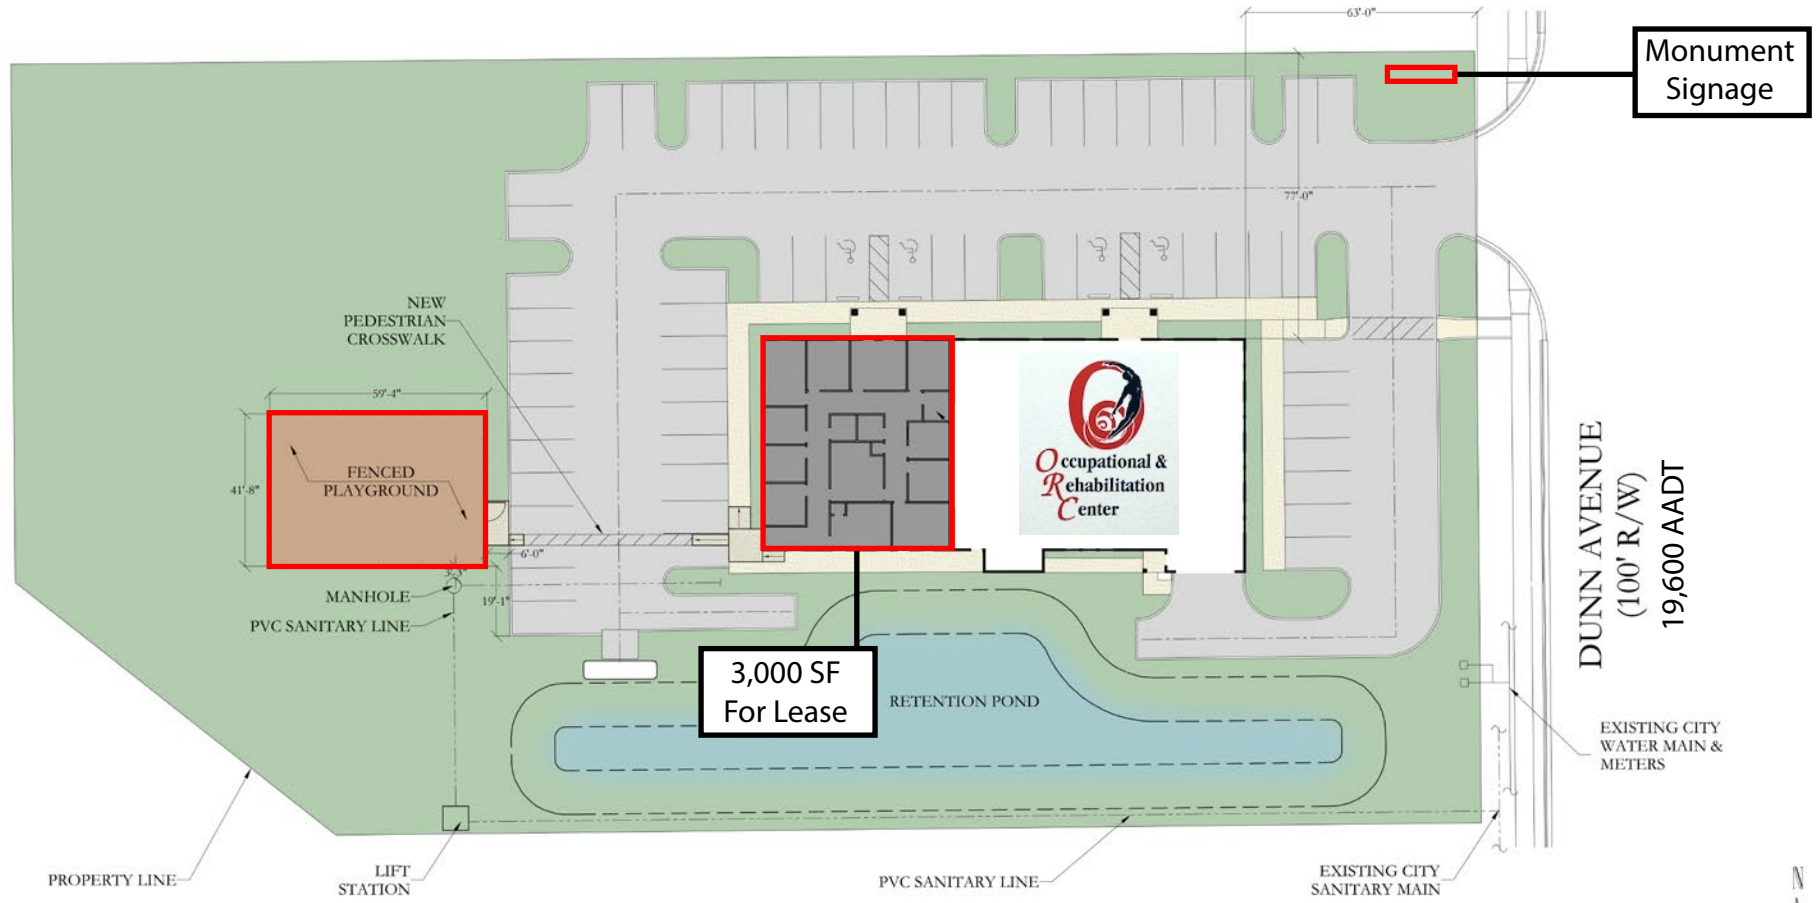 63'-0"
Monument
Signage
77'-0"
NEW
PEDESTRIAN
CROSSWALK
59'-4"
41'-8"
FENCED
PLAYGROUND
Occupational &
Rehabilitation
Center
DUNN AVENUE
(100' R/W)
19,600 AADT
6'-0"
MANHOLE
19'-1"
PVC SANITARY LINE
3,000 SF
For Lease
RETENTION POND
EXISTING CITY
WATER MAIN &
METERS
PROPERTY LINE
LIFT
STATION
PVC SANITARY LINE
EXISTING CITY
SANITARY MAIN
N